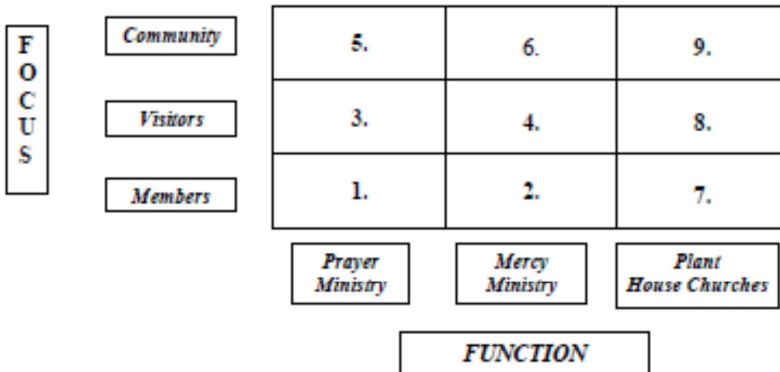 FOCUS
Community
5.
6.
9.
Visitors
3.
4.
8.
Members
1.
2.
7.
Prayer
Ministry
Mercy
Ministry
Plant
House Churches
FUNCTION